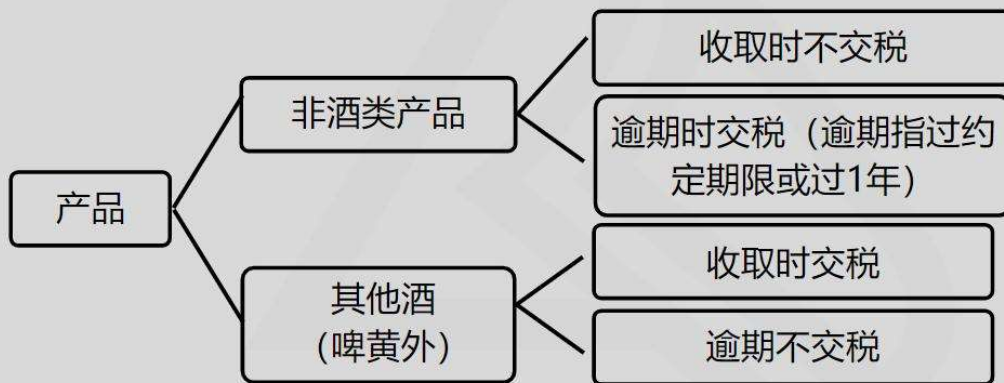 收取时不交税
非酒类产品
逾期时交税（逾期指过约
定期限或过1年）
产品
收取时交税
其他酒
（啤黄外）
逾期不交税